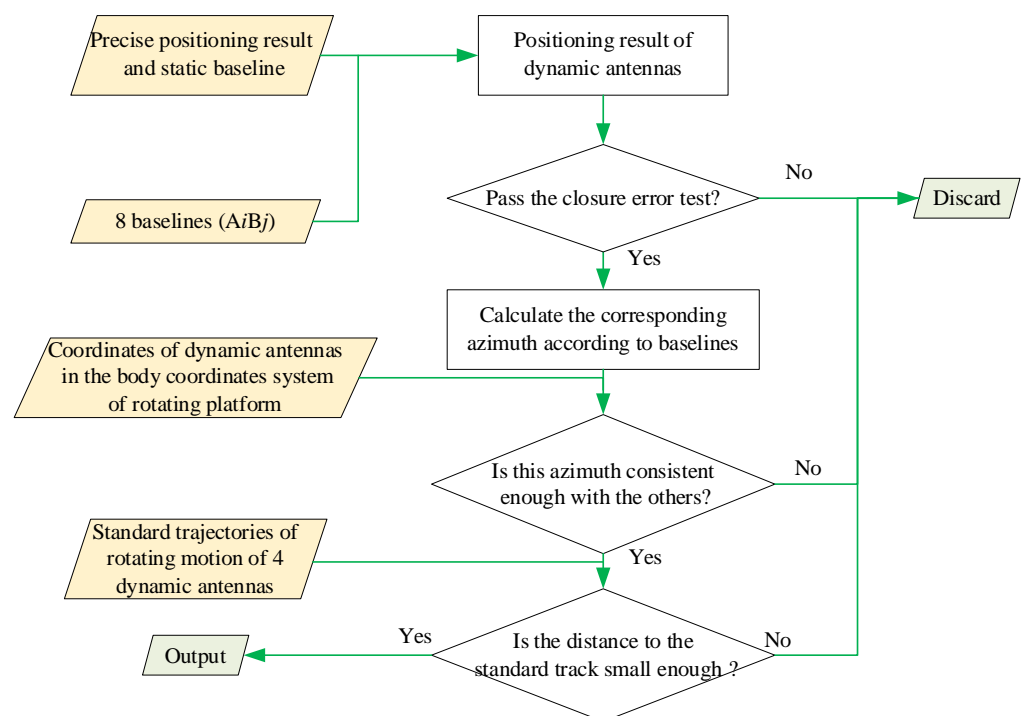 Precise positioning result
and static baseline
Positioning result of
dynamic antennas
No
Pass the closure error test?
Discard
8 baselines (AiBj)
Yes
Calculate the corresponding
azimuth according to baselines
Coordinates of dynamic antennas
in the body coordinates system
of rotating platform
Is this azimuth consistent
enough with the others?
No
Standard trajectories of
rotating motion of 4
dynamic antennas
Yes
Is the distance to the
standard track small enough ?
Yes
No
Output